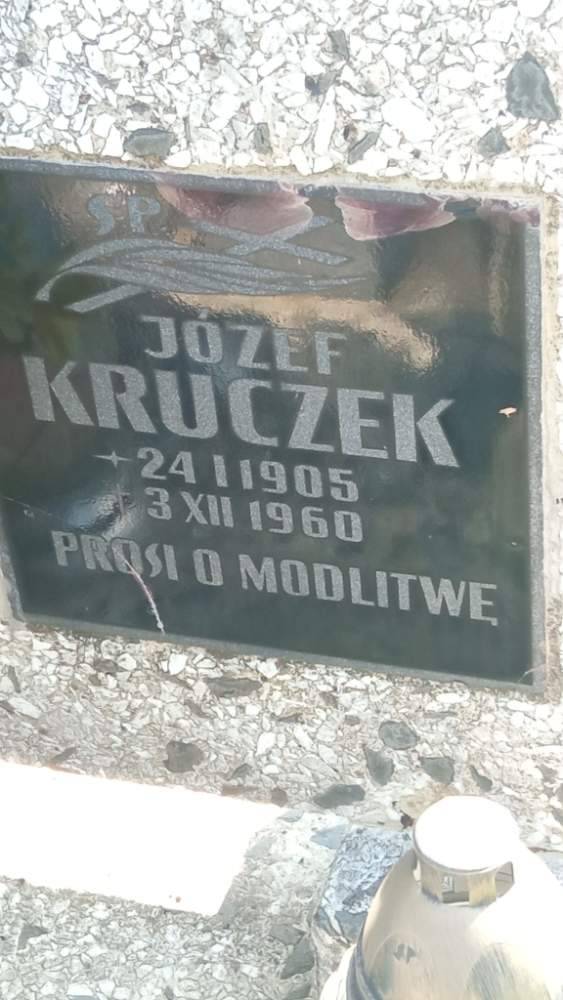 ŚP
JÓZEF
KRUCZEK
24 I 1905
3 XII 1960
PROSI O MODLITWĘ